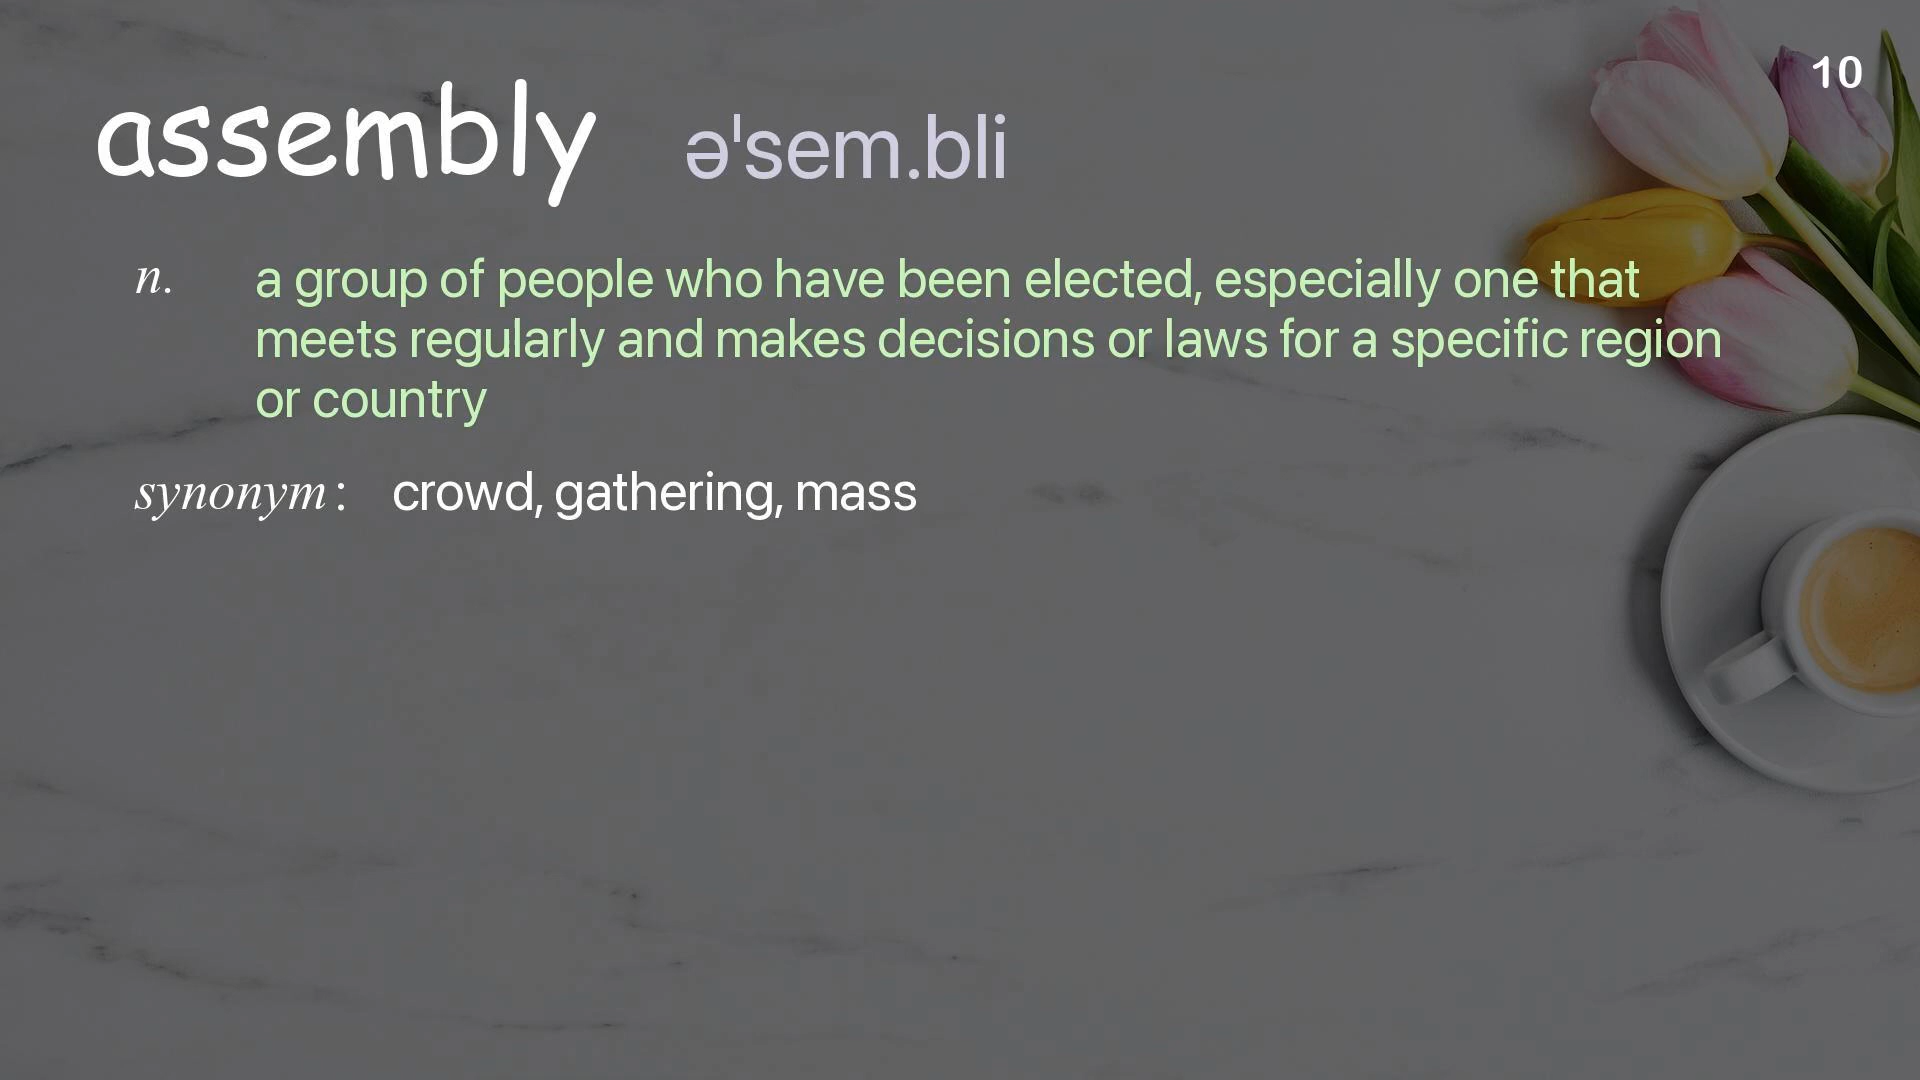 10
assembly əˈsem.bli
n. a group of people who have been elected, especially one that
meets regularly and makes decisions or laws for a specific region
or country
synonym: crowd, gathering, mass